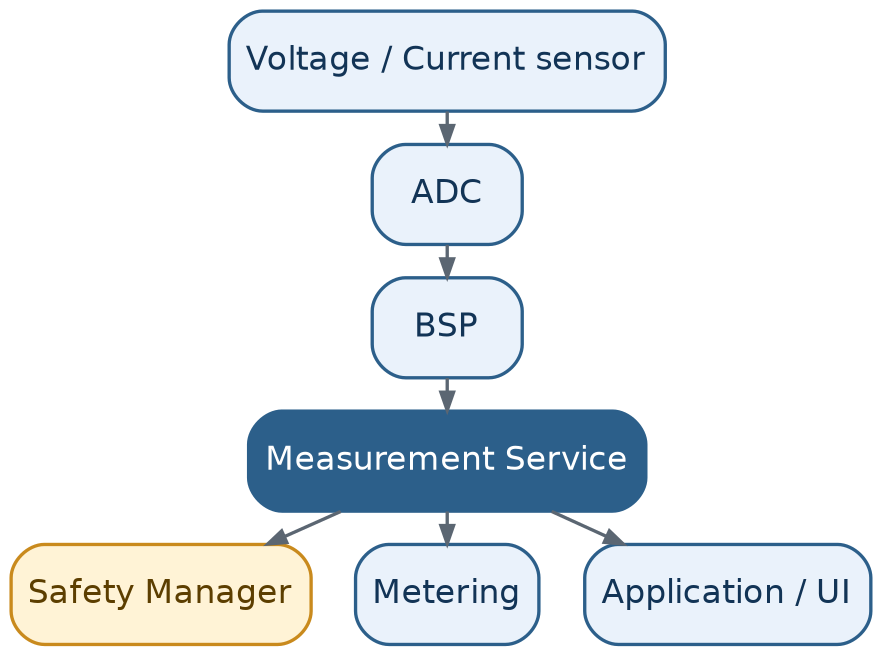 Voltage / Current sensor
ADC
BSP
Measurement Service
Safety Manager
Metering
Application / UI